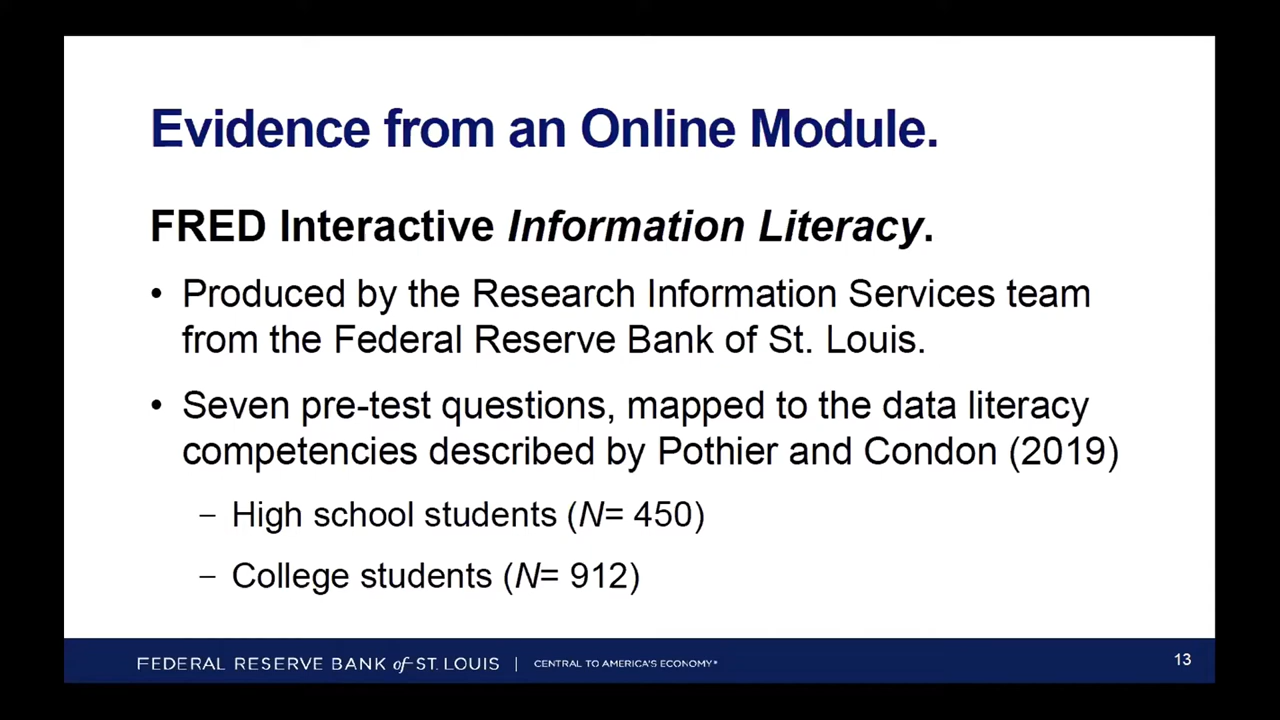 Evidence from an Online Module.
FRED Interactive Information Literacy.
• Produced by the Research Information Services team
from the Federal Reserve Bank of St. Louis.
• Seven pre-test questions, mapped to the data literacy
competencies described by Pothier and Condon (2019)
– High school students (N= 450)
– College students (N= 912)
FEDERAL RESERVE BANK of ST. LOUIS | CENTRAL TO AMERICA'S ECONOMY®
13